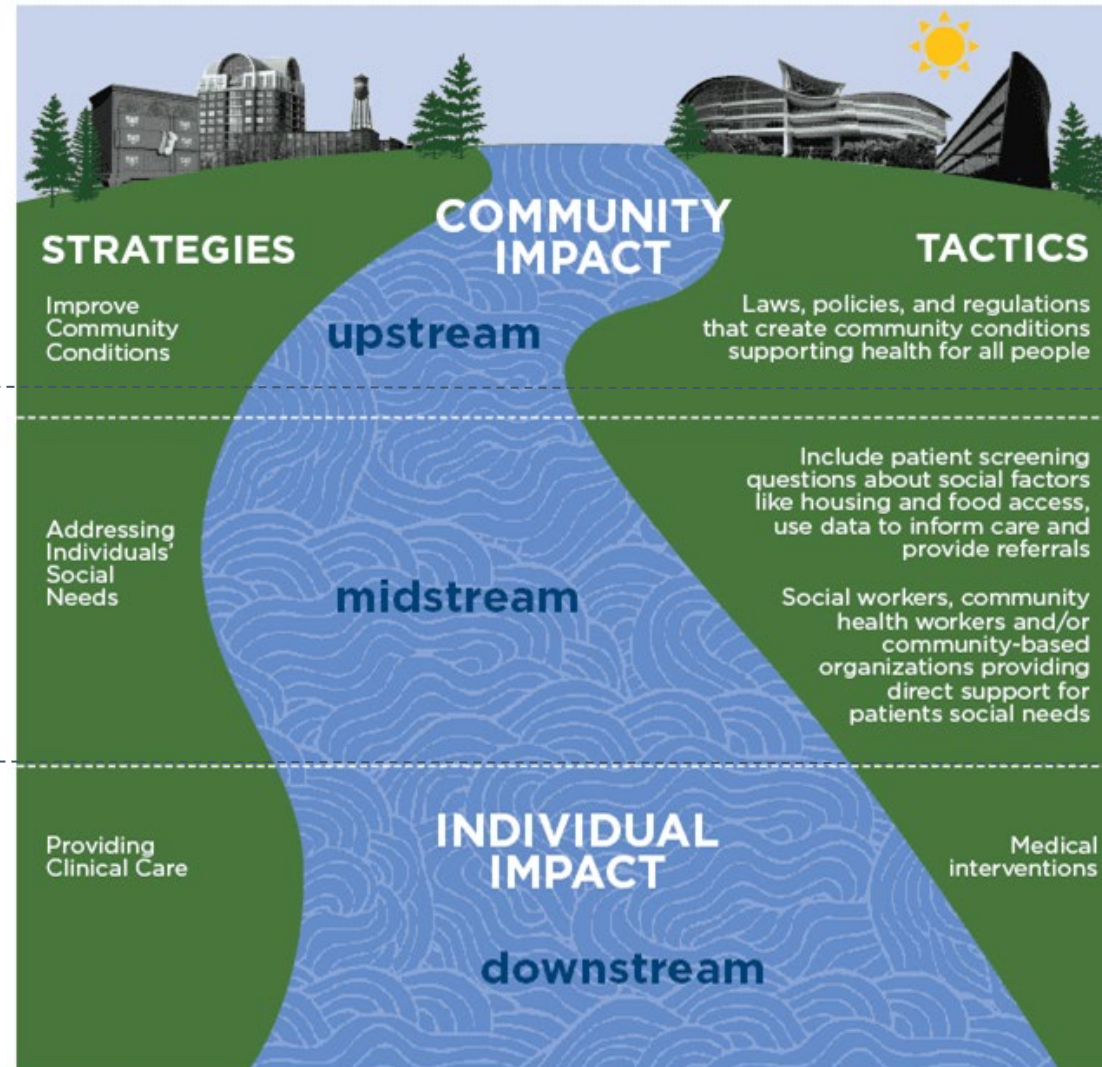 COMMUNITY
IMPACT
STRATEGIES
TACTICS
Improve
Community
Conditions
upstream
Laws, policies, and regulations
that create community conditions
supporting health for all people
Addressing
Individuals'
Social
Needs
midstream
Include patient screening
questions about social factors
like housing and food access,
use data to inform care and
provide referrals
Social workers, community
health workers and/or
community-based
organizations providing
direct support for
patients social needs
Providing
Clinical Care
INDIVIDUAL
IMPACT
downstream
Medical
interventions